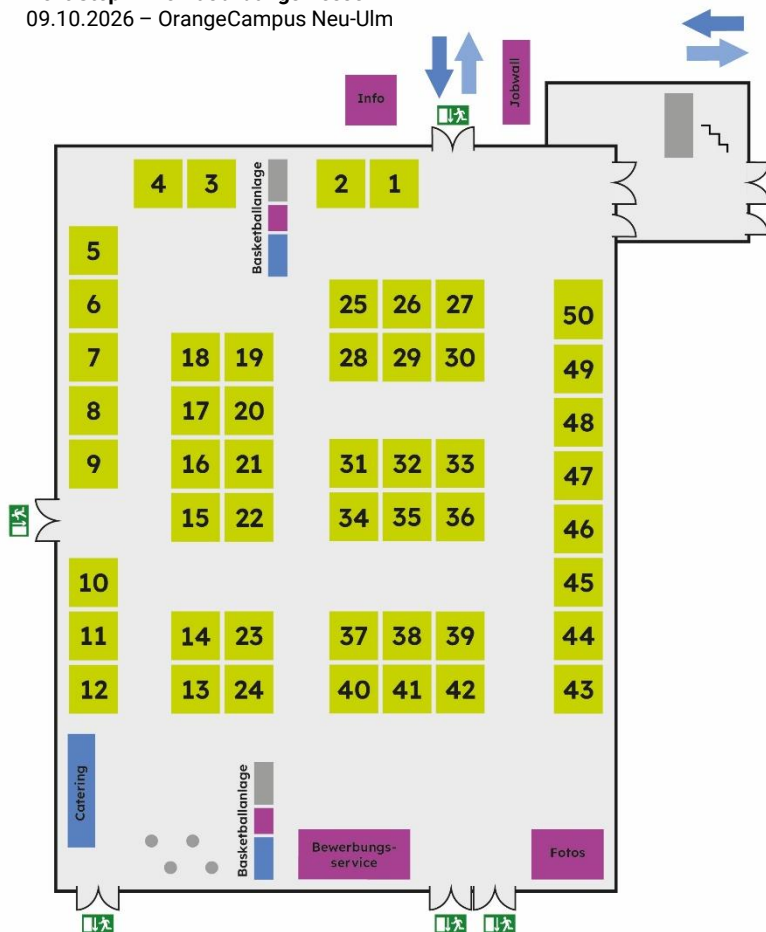 09.10.2026 – OrangeCampus Neu-Ulm
Info
Jobwall
4 3 2 1
Basketballanlage
5
6 25 26 27 50
7 18 19 28 29 30 49
8 17 20 48
9 16 21 31 32 33 47
15 22 34 35 36 46
10 45
11 14 23 37 38 39 44
12 13 24 40 41 42 43
Catering
Basketballanlage
Bewerbungs-
service
Fotos